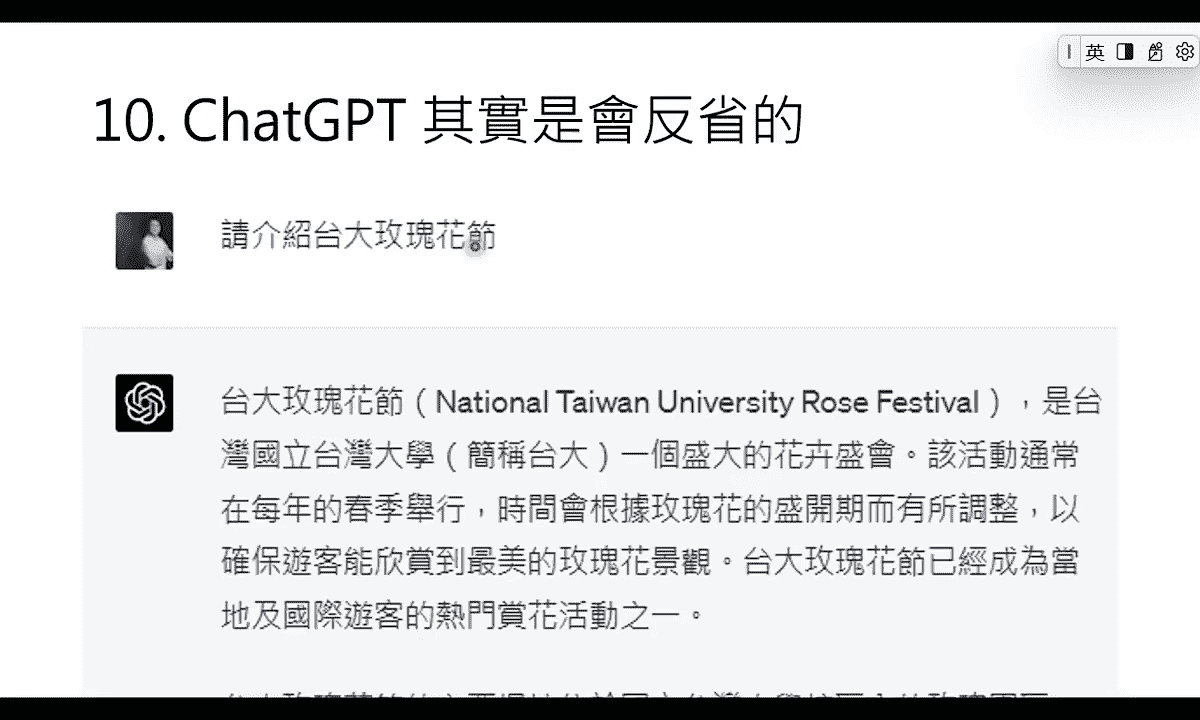 英
10. ChatGPT 其實是會反省的
請介紹台大玫瑰花節
台大玫瑰花節（National Taiwan University Rose Festival），是台
灣國立台灣大學（簡稱台大）一個盛大的花卉盛會。該活動通常
在每年的春季舉行，時間會根據玫瑰花的盛開期而有所調整，以
確保遊客能欣賞到最美的玫瑰花景觀。台大玫瑰花節已經成為當
地及國際遊客的熱門賞花活動之一。